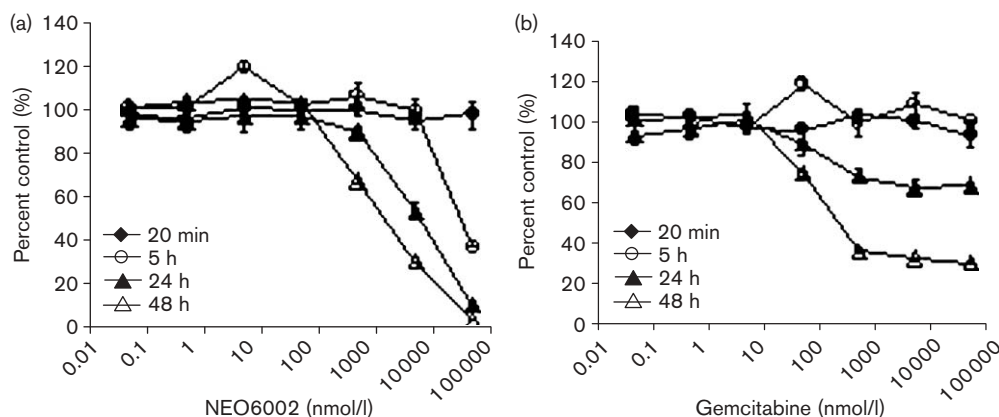 (a)
140
120
100
80
60
40
20
0
Percent control (%)
20 min
5 h
24 h
48 h
0.01
0.1
1
10
100
1000
10000
100000
NEO6002 (nmol/l)
(b)
140
120
100
80
60
40
20
0
Percent control (%)
20 min
5 h
24 h
48 h
0.01
0.1
1
10
100
1000
10000
100000
Gemcitabine (nmol/l)